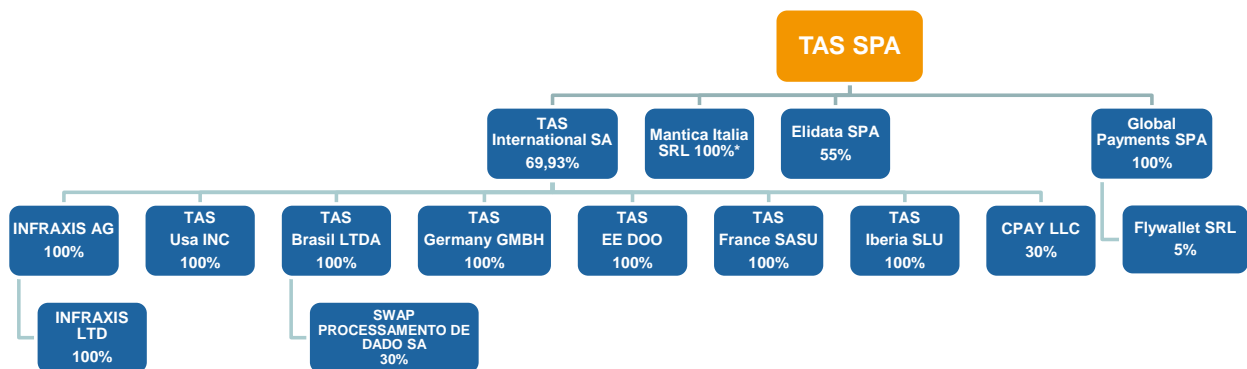 TAS SPA
TAS
International SA
69,93%
Mantica Italia
SRL 100%*
Elidata SPA
55%
Global
Payments SPA
100%
INFRAXIS AG
100%
TAS
Usa INC
100%
TAS
Brasil LTDA
100%
TAS
Germany GMBH
100%
TAS
EE DOO
100%
TAS
France SASU
100%
TAS
Iberia SLU
100%
CPAY LLC
30%
Flywallet SRL
5%
INFRAXIS
LTD
100%
SWAP
PROCESSAMENTO DE
DADO SA
30%